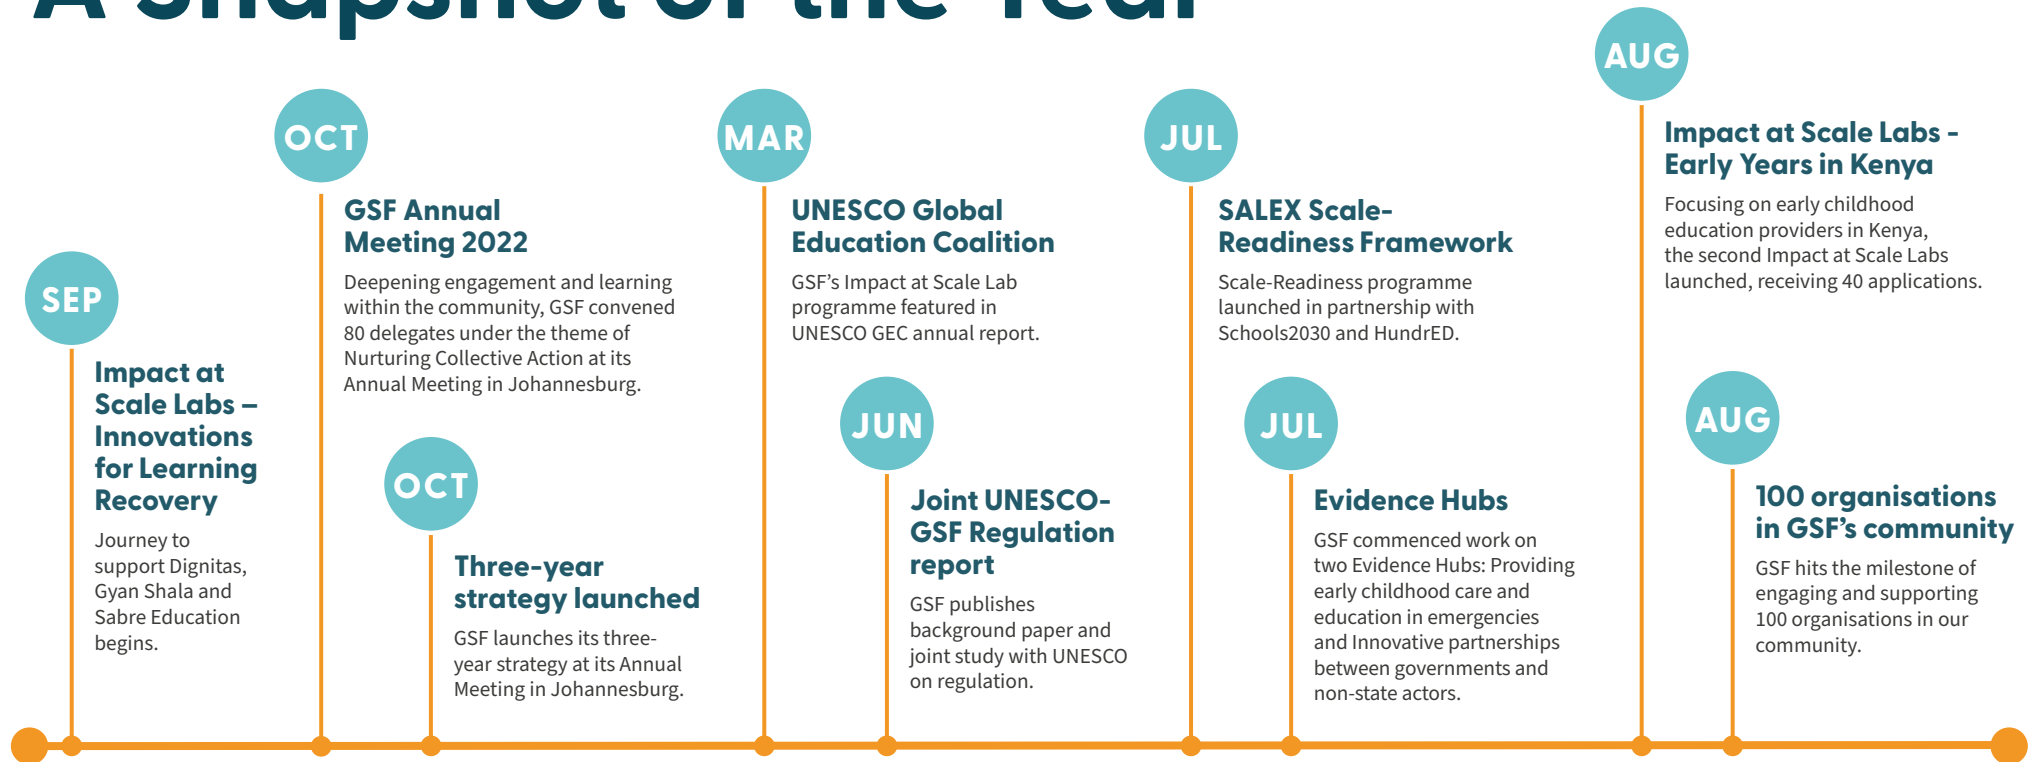 A Snapshot of the Year
SEP
Impact at
Scale Labs –
Innovations
for Learning
Recovery
Journey to
support Dignitas,
Gyan Shala and
Sabre Education
begins.
OCT
GSF Annual
Meeting 2022
Deepening engagement and learning
within the community, GSF convened
80 delegates under the theme of
Nurturing Collective Action at its
Annual Meeting in Johannesburg.
OCT
Three-year
strategy launched
GSF launches its three-
year strategy at its Annual
Meeting in Johannesburg.
MAR
UNESCO Global
Education Coalition
GSF’s Impact at Scale Lab
programme featured in
UNESCO GEC annual report.
JUN
Joint UNESCO-
GSF Regulation
report
GSF publishes
background paper and
joint study with UNESCO
on regulation.
JUL
SALEX Scale-
Readiness Framework
Scale-Readiness programme
launched in partnership with
Schools2030 and HundrED.
JUL
Evidence Hubs
GSF commenced work on
two Evidence Hubs: Providing
early childhood care and
education in emergencies
and Innovative partnerships
between governments and
non-state actors.
AUG
Impact at Scale Labs -
Early Years in Kenya
Focusing on early childhood
education providers in Kenya,
the second Impact at Scale Labs
launched, receiving 40 applications.
AUG
100 organisations
in GSF’s community
GSF hits the milestone of
engaging and supporting
100 organisations in our
community.